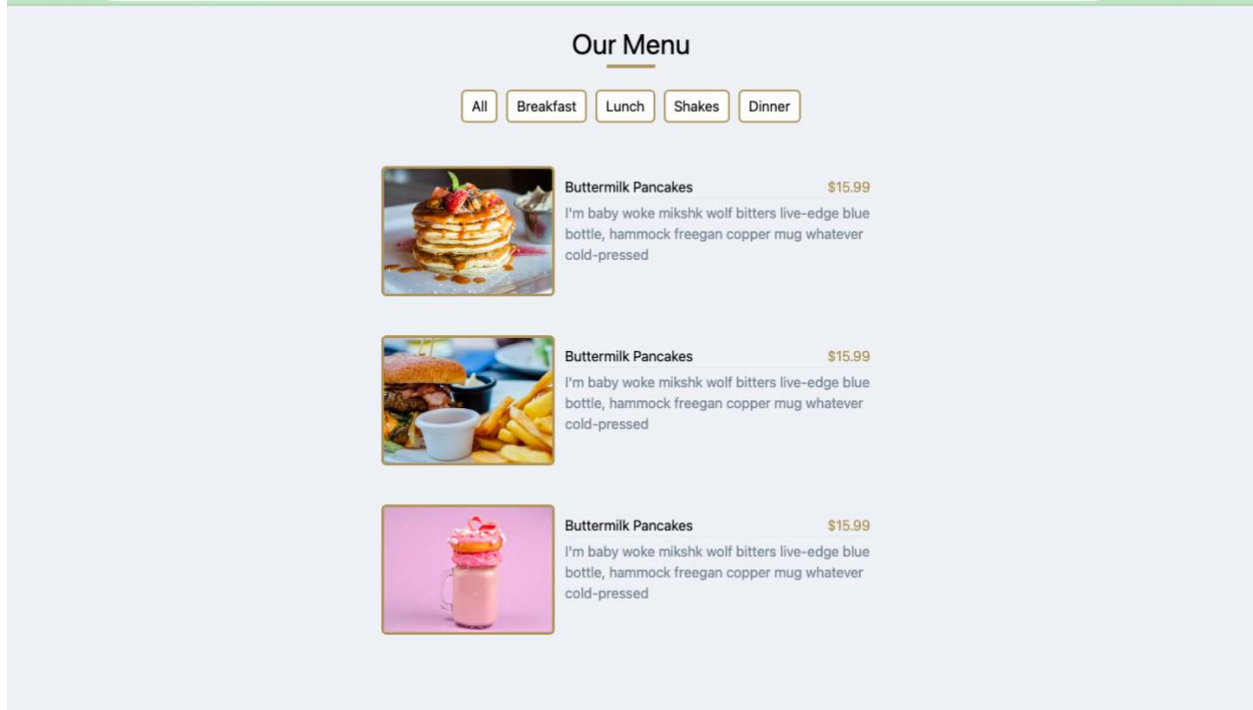 Our Menu
All Breakfast Lunch Shakes Dinner
Buttermilk Pancakes $15.99
I'm baby woke mikshk wolf bitters live-edge blue
bottle, hammock freegan copper mug whatever
cold-pressed
Buttermilk Pancakes $15.99
I'm baby woke mikshk wolf bitters live-edge blue
bottle, hammock freegan copper mug whatever
cold-pressed
Buttermilk Pancakes $15.99
I'm baby woke mikshk wolf bitters live-edge blue
bottle, hammock freegan copper mug whatever
cold-pressed